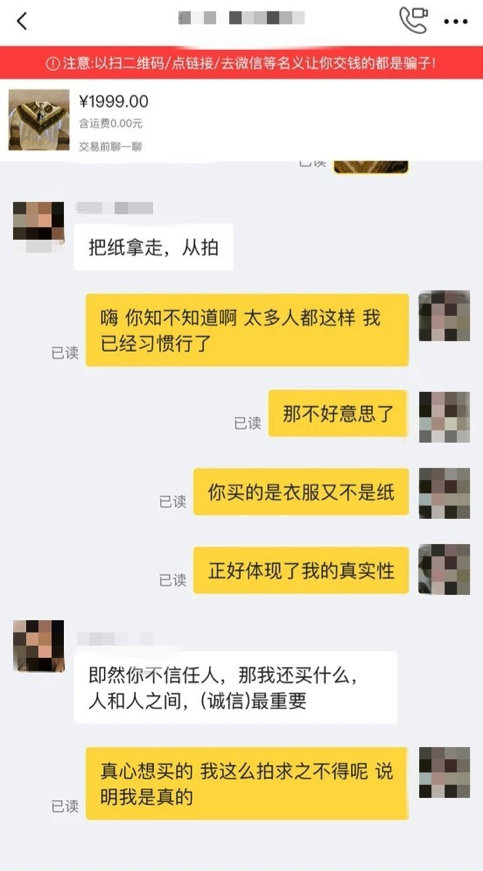 注意:以扫二维码/点链接/去微信等名义让你交钱的都是骗子!
¥1999.00
含运费0.00元
交易前聊一聊
已读
把纸拿走，从拍
嗨 你知不知道啊 太多人都这样 我
已经习惯行了
已读
那不好意思了
已读
你买的是衣服又不是纸
已读
正好体现了我的真实性
已读
即然你不信任人，那我还买什么，
人和人之间，(诚信)最重要
真心想买的 我这么拍求之不得呢 说
明我是真的
已读